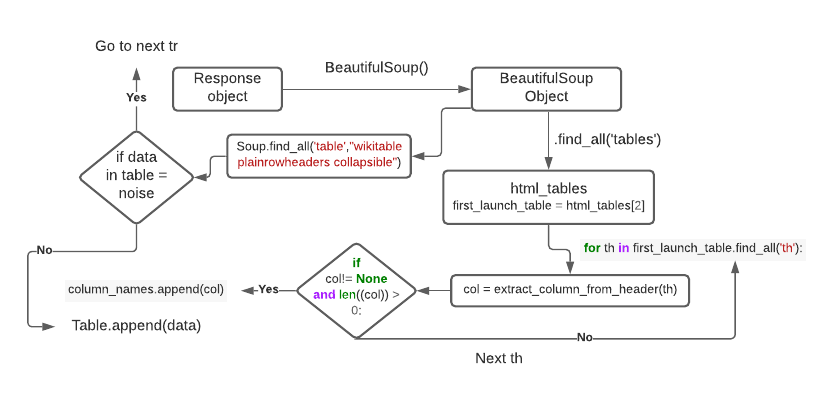 Go to next tr
Response
object
BeautifulSoup()
BeautifulSoup
Object
Yes
if data
in table =
noise
Soup.find_all('table',"wikitable
plainrowheaders collapsible")
.find_all('tables')
html_tables
first_launch_table = html_tables[2]
No
for th in first_launch_table.find_all('th'):
if
col!= None
and len((col)) >
0:
column_names.append(col)
Yes
col = extract_column_from_header(th)
Table.append(data)
No
Next th